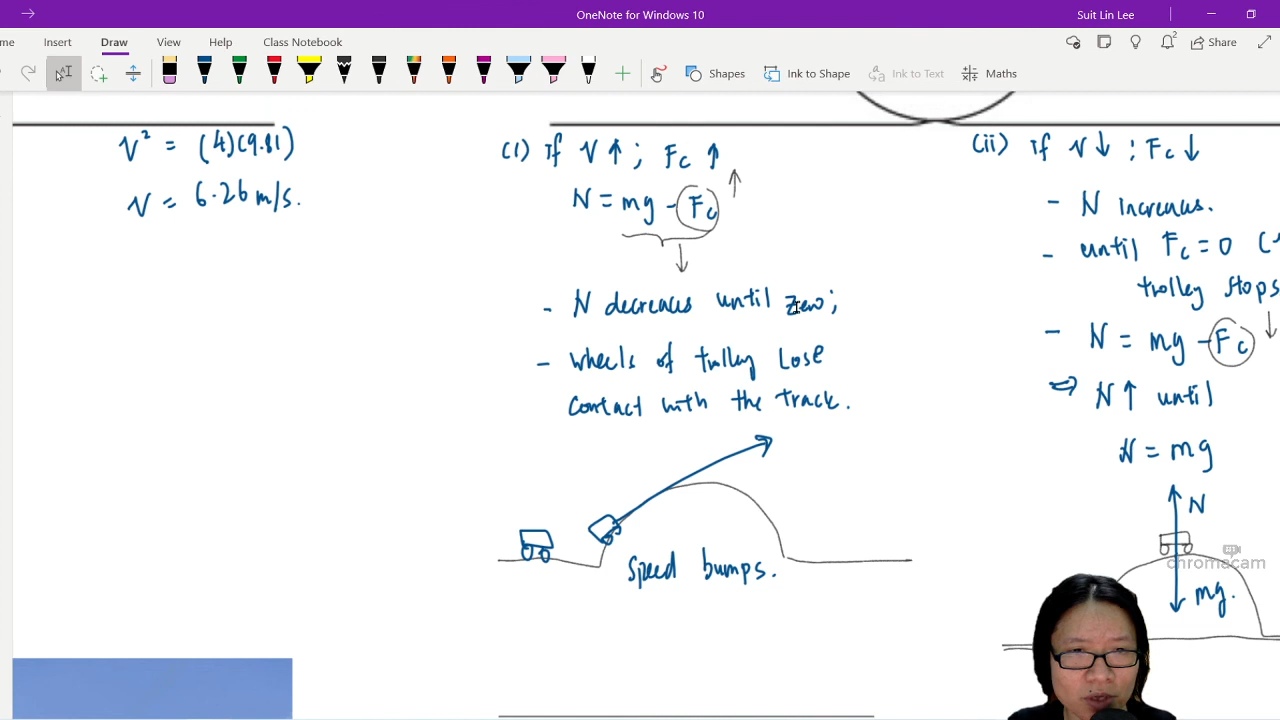 OneNote for Windows 10
Suit Lin Lee
me Insert Draw View Help Class Notebook
Share
Shapes
Ink to Shape
Ink to Text
Maths
V² = (4)(9.81)
V = 6.26 m/s.
(i) If V↑ ; Fc ↑
N = mg - Fc
- N decreases until zero;
- Wheels of trolley lose
contact with the track.
Speed bumps.
(ii) If V↓ : Fc↓
- N increases.
- until Fc = 0 (
trolley stops
- N = mg - Fc
⇒ N ↑ until
N = mg
N
mg.
chromacam